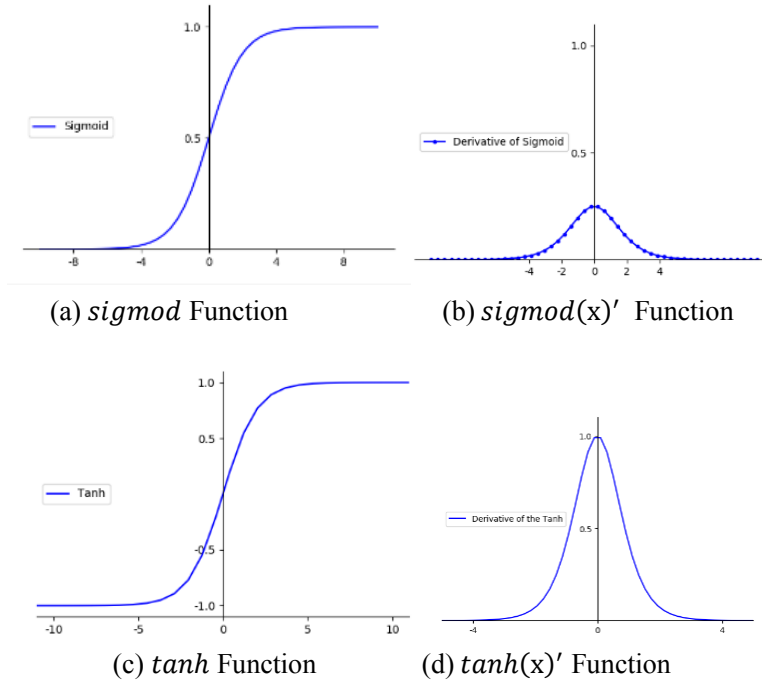 1.0
Sigmoid
0.5
-8 -4 0 4 8
(a) sigmod Function
1.0
Derivative of Sigmoid
0.5
-4 -2 0 2 4
(b) sigmod(x)′ Function
1.0
0.5
Tanh
-0.5
-1.0
-10 -5 0 5 10
(c) tanh Function
1.0
Derivative of the Tanh
0.5
-4 0 4
(d) tanh(x)′ Function